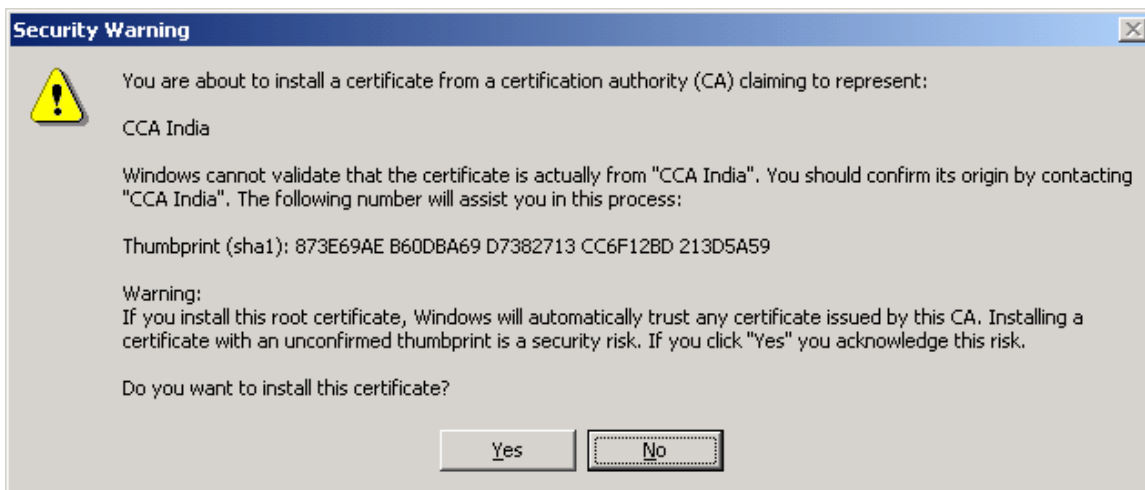 Security Warning
You are about to install a certificate from a certification authority (CA) claiming to represent:
CCA India
Windows cannot validate that the certificate is actually from "CCA India". You should confirm its origin by contacting
"CCA India". The following number will assist you in this process:
Thumbprint (sha1): 873E69AE B60DBA69 D7382713 CC6F12BD 213D5A59
Warning:
If you install this root certificate, Windows will automatically trust any certificate issued by this CA. Installing a
certificate with an unconfirmed thumbprint is a security risk. If you click "Yes" you acknowledge this risk.
Do you want to install this certificate?
Yes No